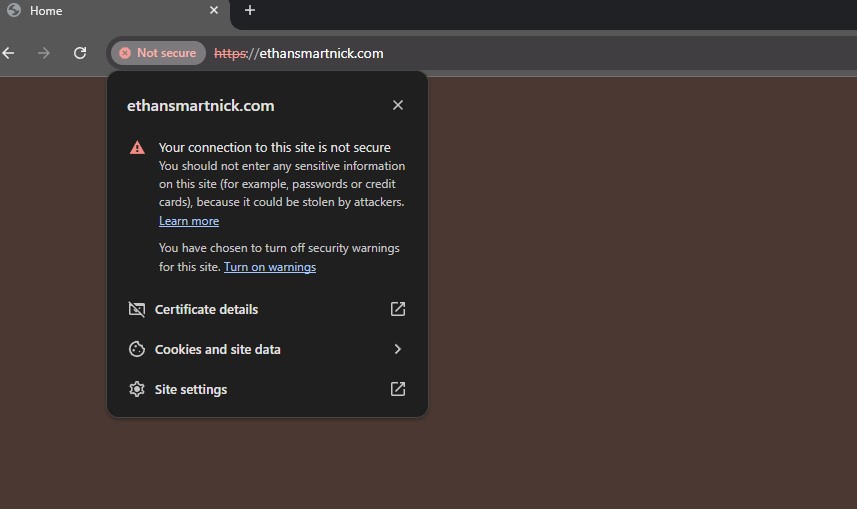 Home
Not secure
https://ethansmartnick.com
ethansmartnick.com
Your connection to this site is not secure
You should not enter any sensitive information
on this site (for example, passwords or credit
cards), because it could be stolen by attackers.
Learn more
You have chosen to turn off security warnings
for this site. Turn on warnings
Certificate details
Cookies and site data
Site settings